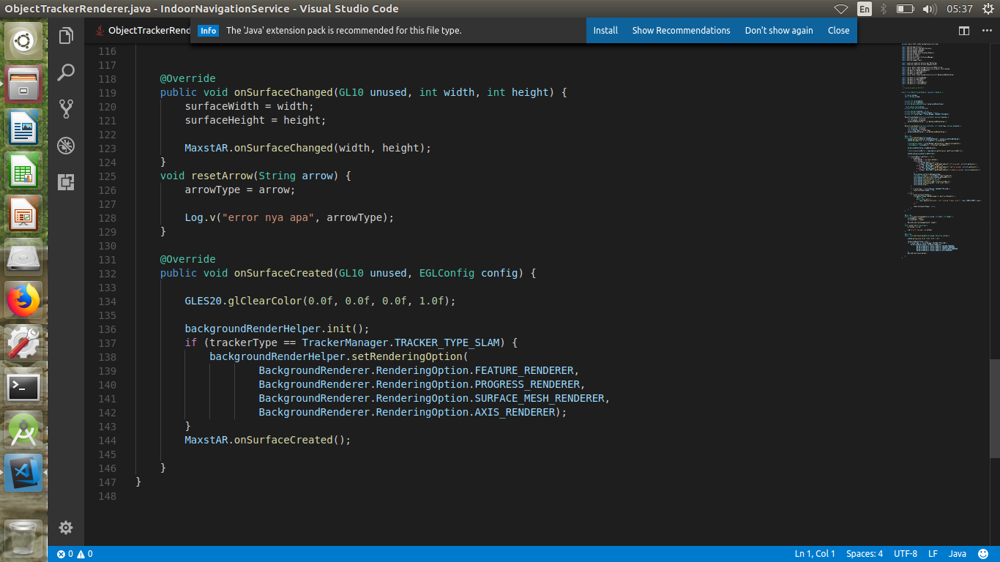 ObjectTrackerRenderer.java - IndoorNavigationService - Visual Studio Code
En
05:37
ObjectTrackerRend
Info The 'Java' extension pack is recommended for this file type.
Install Show Recommendations Don't show again Close
116
117
118 @Override
119 public void onSurfaceChanged(GL10 unused, int width, int height) {
120 surfaceWidth = width;
121 surfaceHeight = height;
122
123 MaxstAR.onSurfaceChanged(width, height);
124 }
125 void resetArrow(String arrow) {
126 arrowType = arrow;
127
128 Log.v("error nya apa", arrowType);
129 }
130
131 @Override
132 public void onSurfaceCreated(GL10 unused, EGLConfig config) {
133
134 GLES20.glClearColor(0.0f, 0.0f, 0.0f, 1.0f);
135
136 backgroundRenderHelper.init();
137 if (trackerType == TrackerManager.TRACKER_TYPE_SLAM) {
138 backgroundRenderHelper.setRenderingOption(
139 BackgroundRenderer.RenderingOption.FEATURE_RENDERER,
140 BackgroundRenderer.RenderingOption.PROGRESS_RENDERER,
141 BackgroundRenderer.RenderingOption.SURFACE_MESH_RENDERER,
142 BackgroundRenderer.RenderingOption.AXIS_RENDERER);
143 }
144 MaxstAR.onSurfaceCreated();
145
146 }
147 }
148
0 0
Ln 1, Col 1 Spaces: 4 UTF-8 LF Java